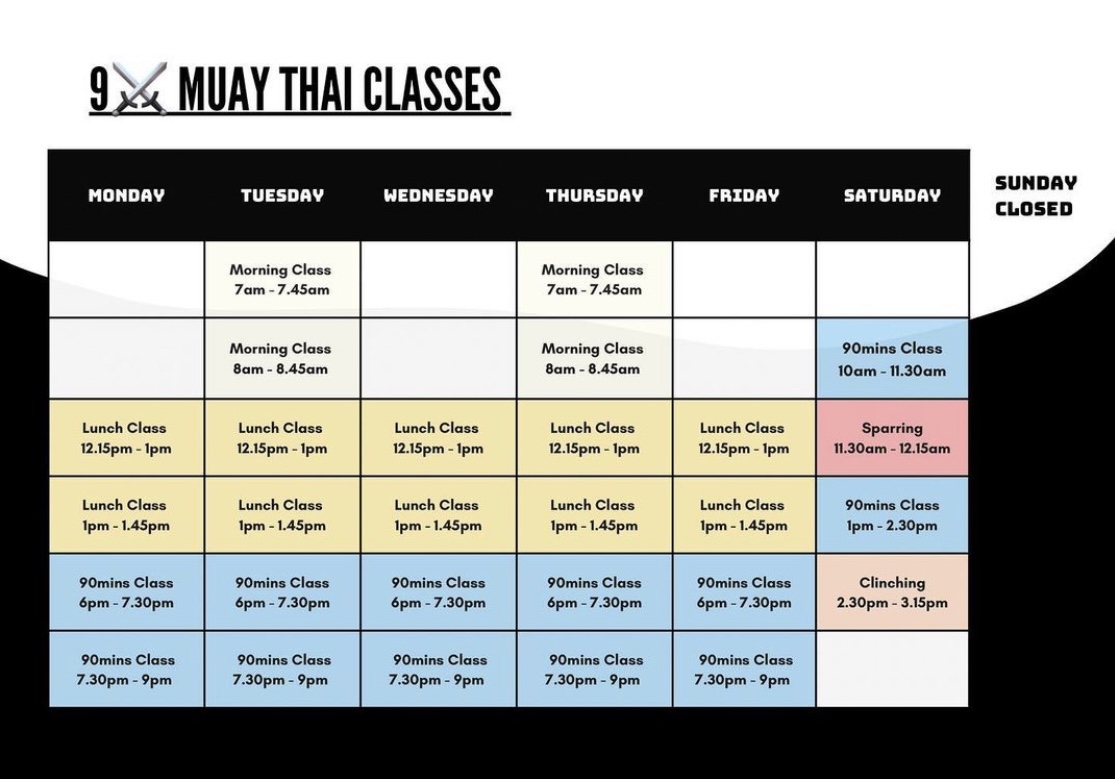 9⚔️ MUAY THAI CLASSES
MONDAY TUESDAY WEDNESDAY THURSDAY FRIDAY SATURDAY
SUNDAY
CLOSED
Morning Class Morning Class
7am - 7.45am 7am - 7.45am
Morning Class Morning Class 90mins Class
8am - 8.45am 8am - 8.45am 10am - 11.30am
Lunch Class Lunch Class Lunch Class Lunch Class Lunch Class Sparring
12.15pm - 1pm 12.15pm - 1pm 12.15pm - 1pm 12.15pm - 1pm 12.15pm - 1pm 11.30am - 12.15am
Lunch Class Lunch Class Lunch Class Lunch Class Lunch Class 90mins Class
1pm - 1.45pm 1pm - 1.45pm 1pm - 1.45pm 1pm - 1.45pm 1pm - 1.45pm 1pm - 2.30pm
90mins Class 90mins Class 90mins Class 90mins Class 90mins Class Clinching
6pm - 7.30pm 6pm - 7.30pm 6pm - 7.30pm 6pm - 7.30pm 6pm - 7.30pm 2.30pm - 3.15pm
90mins Class 90mins Class 90mins Class 90mins Class 90mins Class
7.30pm - 9pm 7.30pm - 9pm 7.30pm - 9pm 7.30pm - 9pm 7.30pm - 9pm